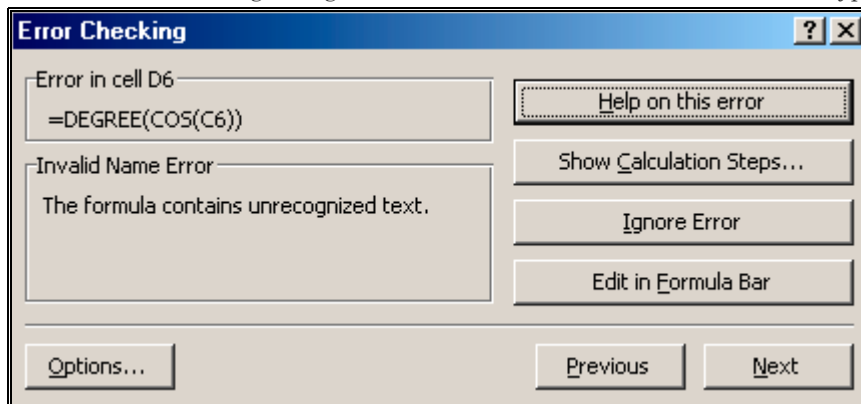 Error Checking
Error in cell D6
=DEGREE(COS(C6))
Invalid Name Error
The formula contains unrecognized text.
Help on this error
Show Calculation Steps...
Ignore Error
Edit in Formula Bar
Options...
Previous
Next